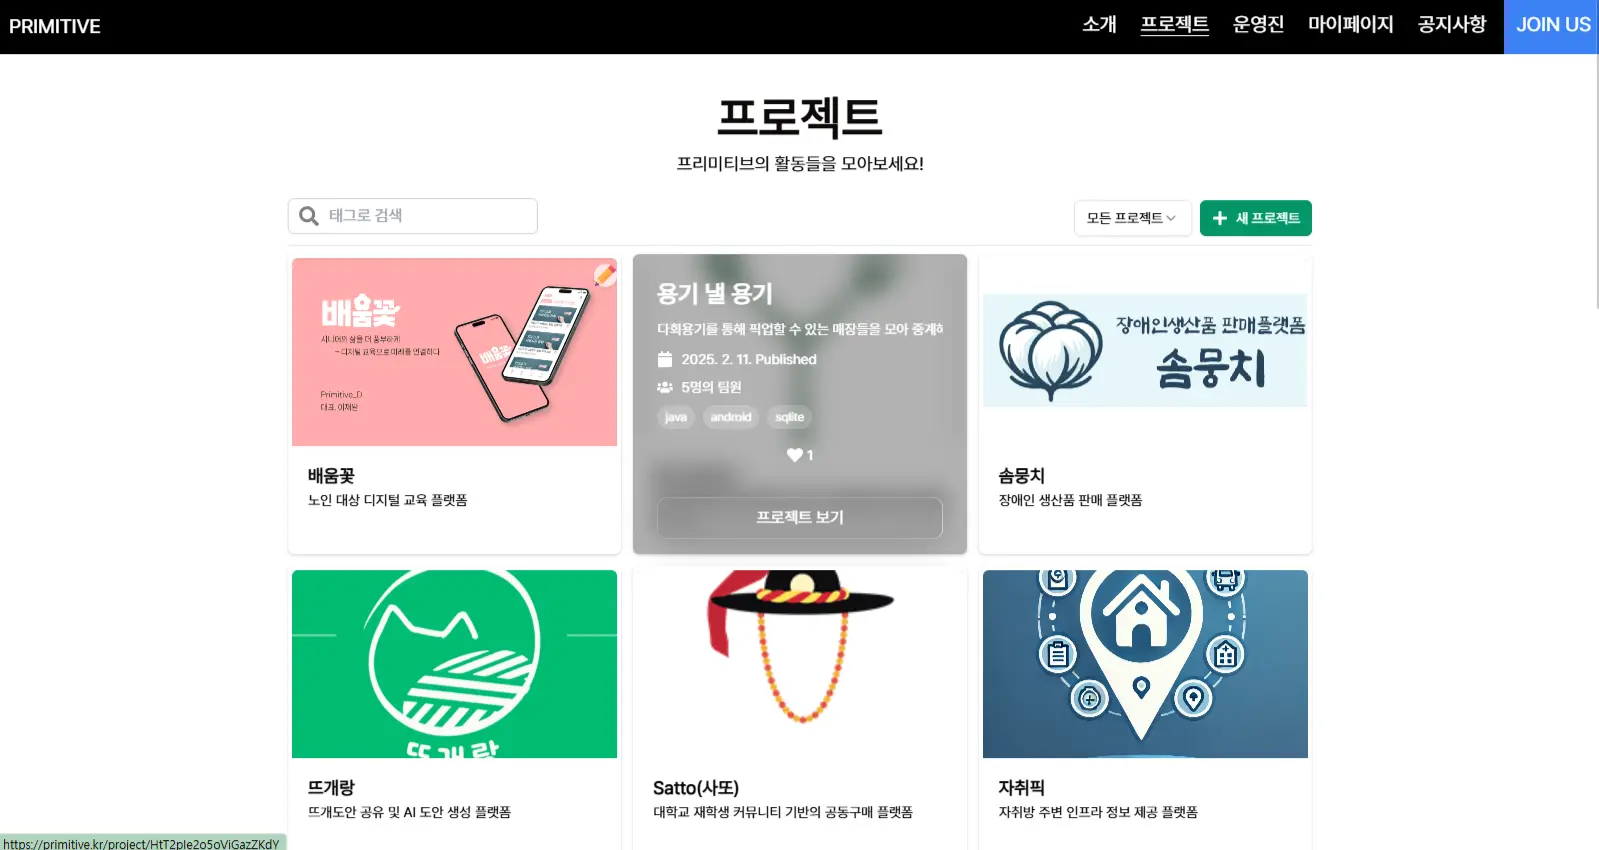 PRIMITIVE
소개
프로젝트
운영진
마이페이지
공지사항
JOIN US
프로젝트
프리미티브의 활동들을 모아보세요!
태그로 검색
모든 프로젝트
새 프로젝트
배움꽃
시니어의 삶을 더 풍부하게
- 디지털 교육으로 미래를 연결하다
Primitive_D
대표. 이재완
배움꽃
배움꽃
노인 대상 디지털 교육 플랫폼
용기 낼 용기
다회용기를 통해 픽업할 수 있는 매장들을 모아 중계하
2025. 2. 11. Published
5명의 팀원
java android sqlite
1
프로젝트 보기
장애인생산품 판매플랫폼
솜뭉치
솜뭉치
장애인 생산품 판매 플랫폼
뜨개랑
뜨개랑
뜨개도안 공유 및 AI 도안 생성 플랫폼
Satto(사또)
대학교 재학생 커뮤니티 기반의 공동구매 플랫폼
자취픽
자취방 주변 인프라 정보 제공 플랫폼
https://primitive.kr/project/HtT2pIe2o5oViGazZKdY